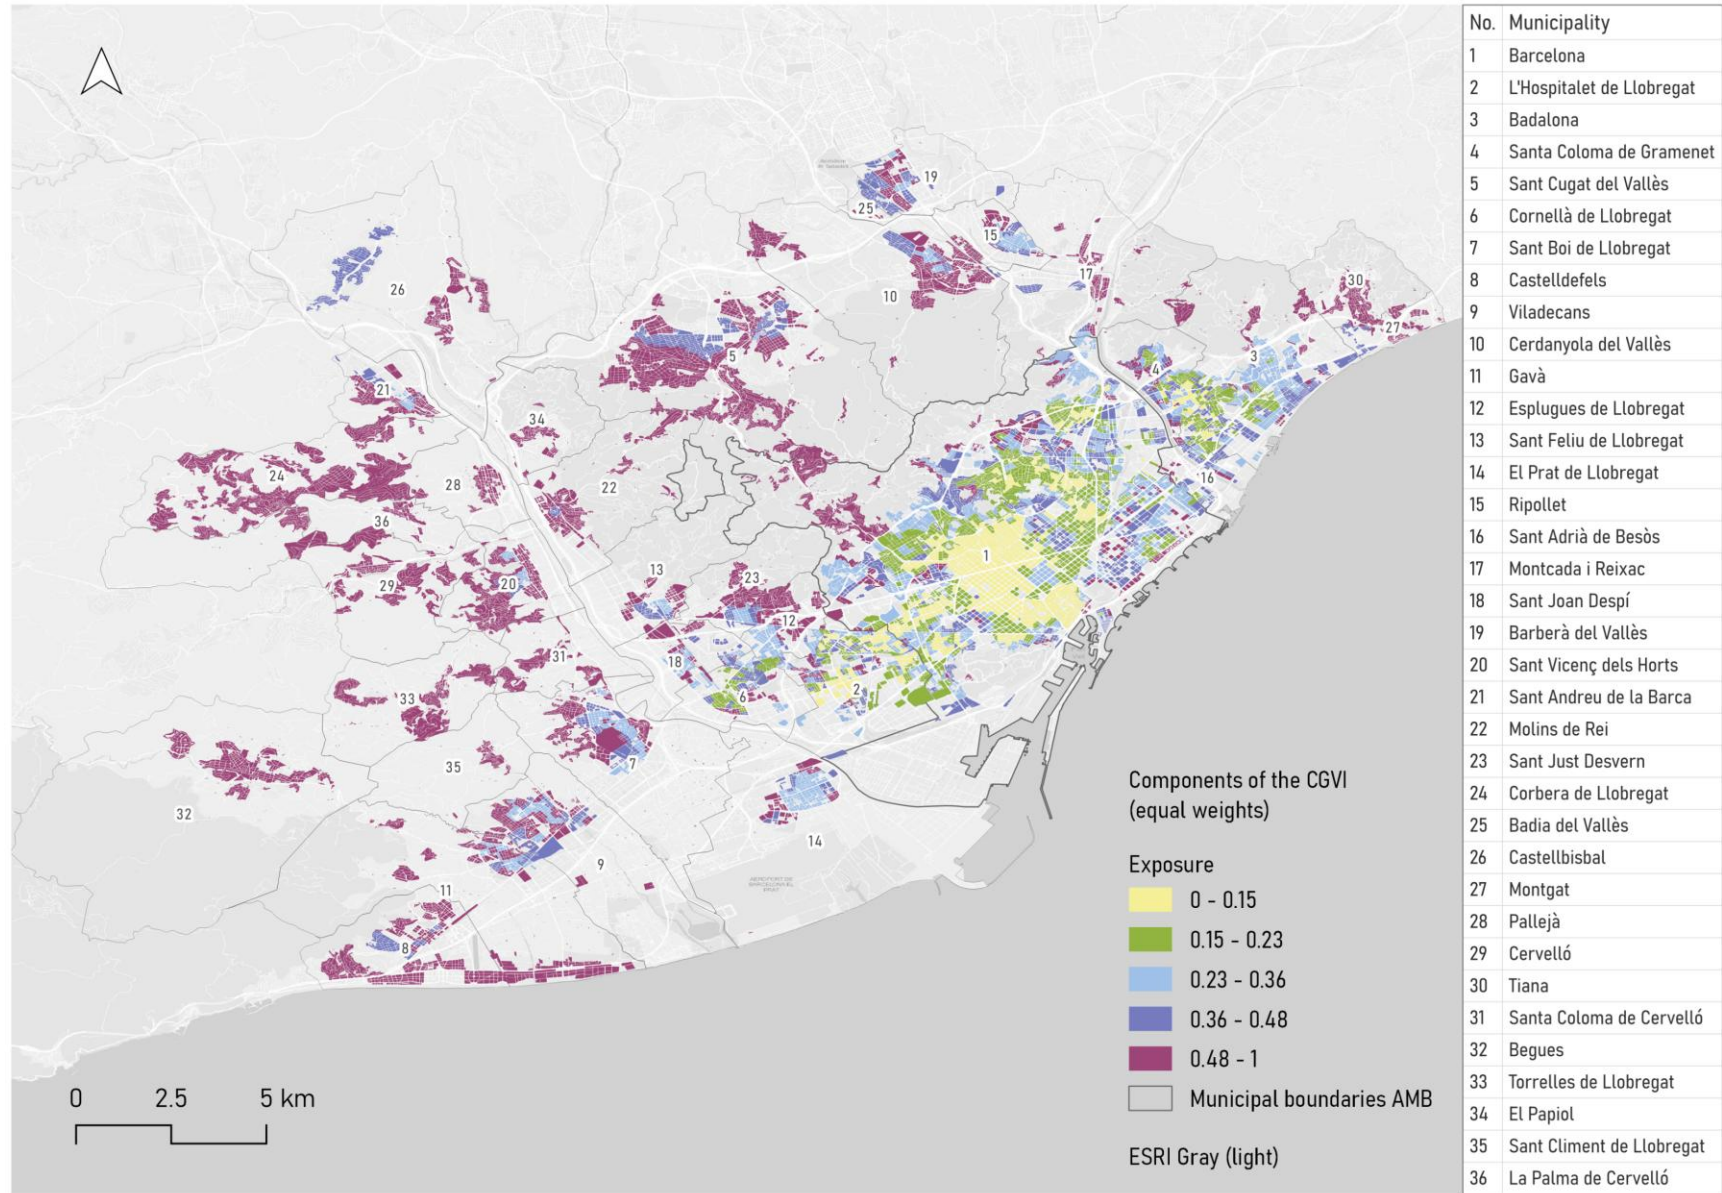 No. Municipality
1 Barcelona
2 L'Hospitalet de Llobregat
3 Badalona
4 Santa Coloma de Gramenet
5 Sant Cugat del Vallès
6 Cornellà de Llobregat
7 Sant Boi de Llobregat
8 Castelldefels
9 Viladecans
10 Cerdanyola del Vallès
11 Gavà
12 Esplugues de Llobregat
13 Sant Feliu de Llobregat
14 El Prat de Llobregat
15 Ripollet
16 Sant Adrià de Besòs
17 Montcada i Reixac
18 Sant Joan Despí
19 Barberà del Vallès
20 Sant Vicenç dels Horts
21 Sant Andreu de la Barca
22 Molins de Rei
23 Sant Just Desvern
24 Corbera de Llobregat
25 Badia del Vallès
26 Castellbisbal
27 Montgat
28 Pallejà
29 Cervelló
30 Tiana
31 Santa Coloma de Cervelló
32 Begues
33 Torrelles de Llobregat
34 El Papiol
35 Sant Climent de Llobregat
36 La Palma de Cervelló
19
25
15
17
30
26
10
27
5
3
4
21
34
24
28
22
16
36
1
29
20
13
23
12
31
18
33
6
2
7
35
32
14
9
11
8
AEROPORT DE
BARCELONA-EL
PRAT
Components of the CGVI
(equal weights)
Exposure
0 - 0.15
0.15 - 0.23
0.23 - 0.36
0.36 - 0.48
0.48 - 1
Municipal boundaries AMB
ESRI Gray (light)
0 2.5 5 km